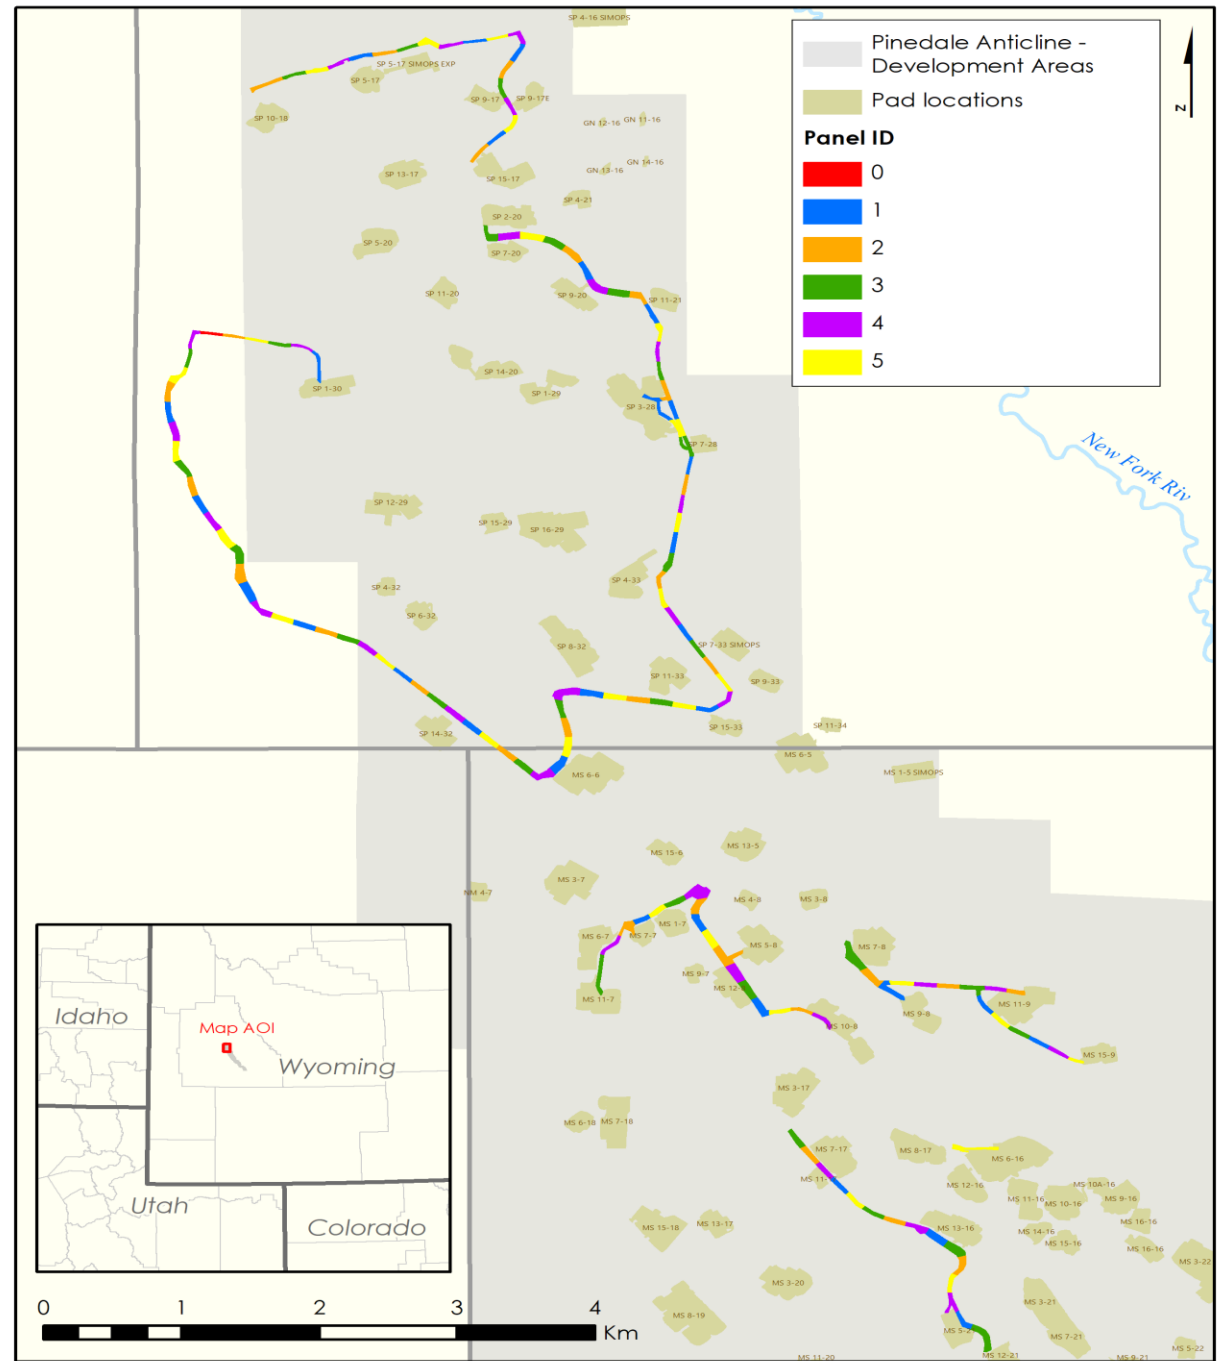 SP 4-16 SIMOPS
Pinedale Anticline -
Development Areas
Pad locations
Panel ID
0
1
2
3
4
5
N
SP 5-17 SIMOPS EXP
SP 5-17
SP 9-17
SP 9-17E
SP 10-18
GN 12-16
GN 11-16
GN 13-16
GN 14-16
SP 13-17
SP 15-17
SP 4-21
SP 2-20
SP 5-20
SP 7-20
SP 11-20
SP 9-20
SP 11-21
SP 14-20
SP 1-30
SP 1-29
SP 3-28
SP 7-28
New Fork Riv
SP 12-29
SP 15-29
SP 16-29
SP 4-32
SP 4-33
SP 6-32
SP 8-32
SP 7-33 SIMOPS
SP 11-33
SP 9-33
SP 14-32
SP 15-33
SP 11-34
MS 6-5
MS 6-6
MS 1-5 SIMOPS
MS 15-6
MS 13-5
MS 3-7
NM 4-7
MS 4-8
MS 3-8
MS 1-7
MS 6-7
MS 7-7
MS 5-8
MS 7-8
MS 9-7
MS 12-8
MS 11-7
MS 11-9
MS 9-8
MS 10-8
MS 15-9
MS 3-17
MS 6-18
MS 7-18
MS 7-17
MS 8-17
MS 6-16
MS 11-
MS 12-16
MS 10A-16
MS 11-16
MS 10-16
MS 9-16
MS 15-18
MS 13-17
MS 13-16
MS 14-16
MS 16-16
MS 15-16
MS 16-16
MS 3-22
MS 3-20
MS 8-19
MS 3-21
MS 5-21
MS 7-21
MS 12-21
MS 5-22
MS 11-20
MS 9-21
Idaho
Map AOI
Wyoming
Utah
Colorado
0 1 2 3 4
Km